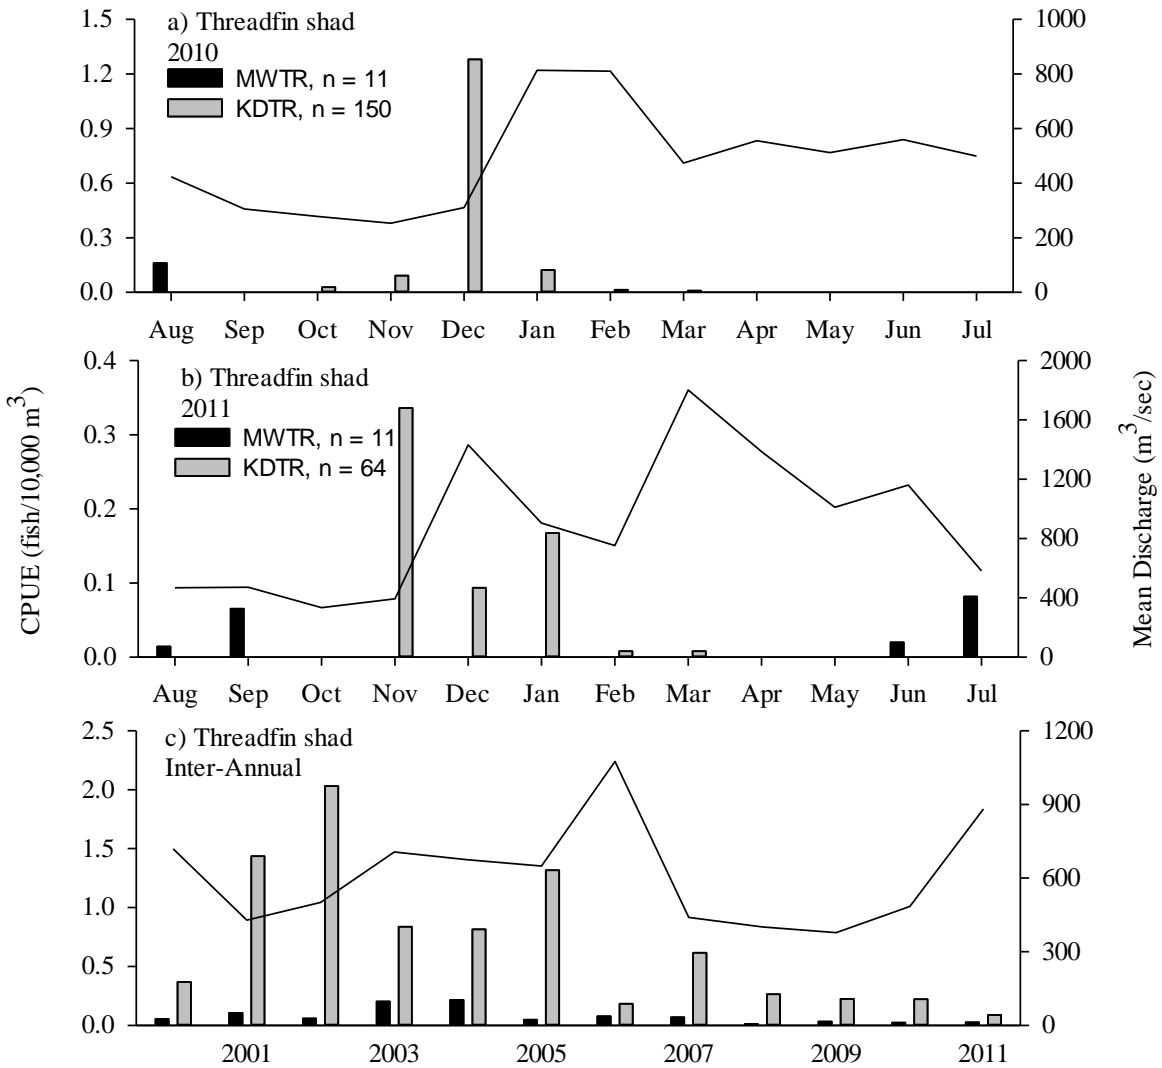 a) Threadfin shad
2010
MWTR, n = 11
KDTR, n = 150
1.5
1.2
0.9
0.6
0.3
0.0
1000
800
600
400
200
0
Aug Sep Oct Nov Dec Jan Feb Mar Apr May Jun Jul
b) Threadfin shad
2011
MWTR, n = 11
KDTR, n = 64
0.4
0.3
0.2
0.1
0.0
2000
1600
1200
800
400
0
Aug Sep Oct Nov Dec Jan Feb Mar Apr May Jun Jul
CPUE (fish/10,000 m³)
Mean Discharge (m³/sec)
c) Threadfin shad
Inter-Annual
2.5
2.0
1.5
1.0
0.5
0.0
1200
900
600
300
0
2001 2003 2005 2007 2009 2011